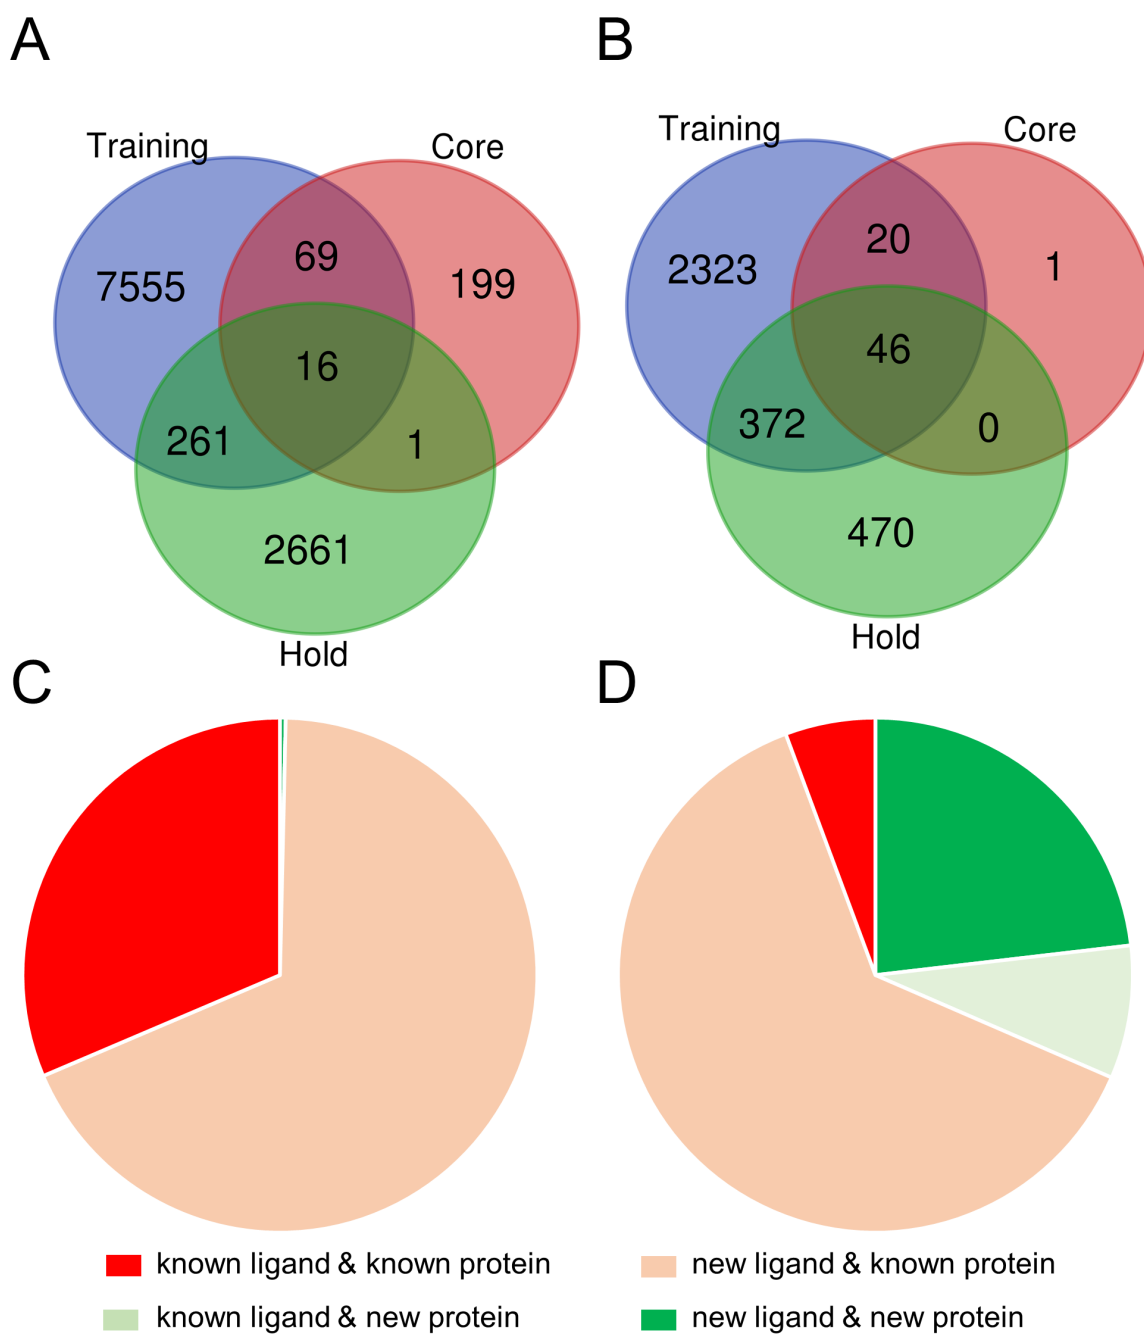 A
B
Training
Core
Training
Core
69
7555
199
16
261
1
2661
Hold
20
2323
1
46
372
0
470
Hold
C
D
known ligand & known protein
new ligand & known protein
known ligand & new protein
new ligand & new protein